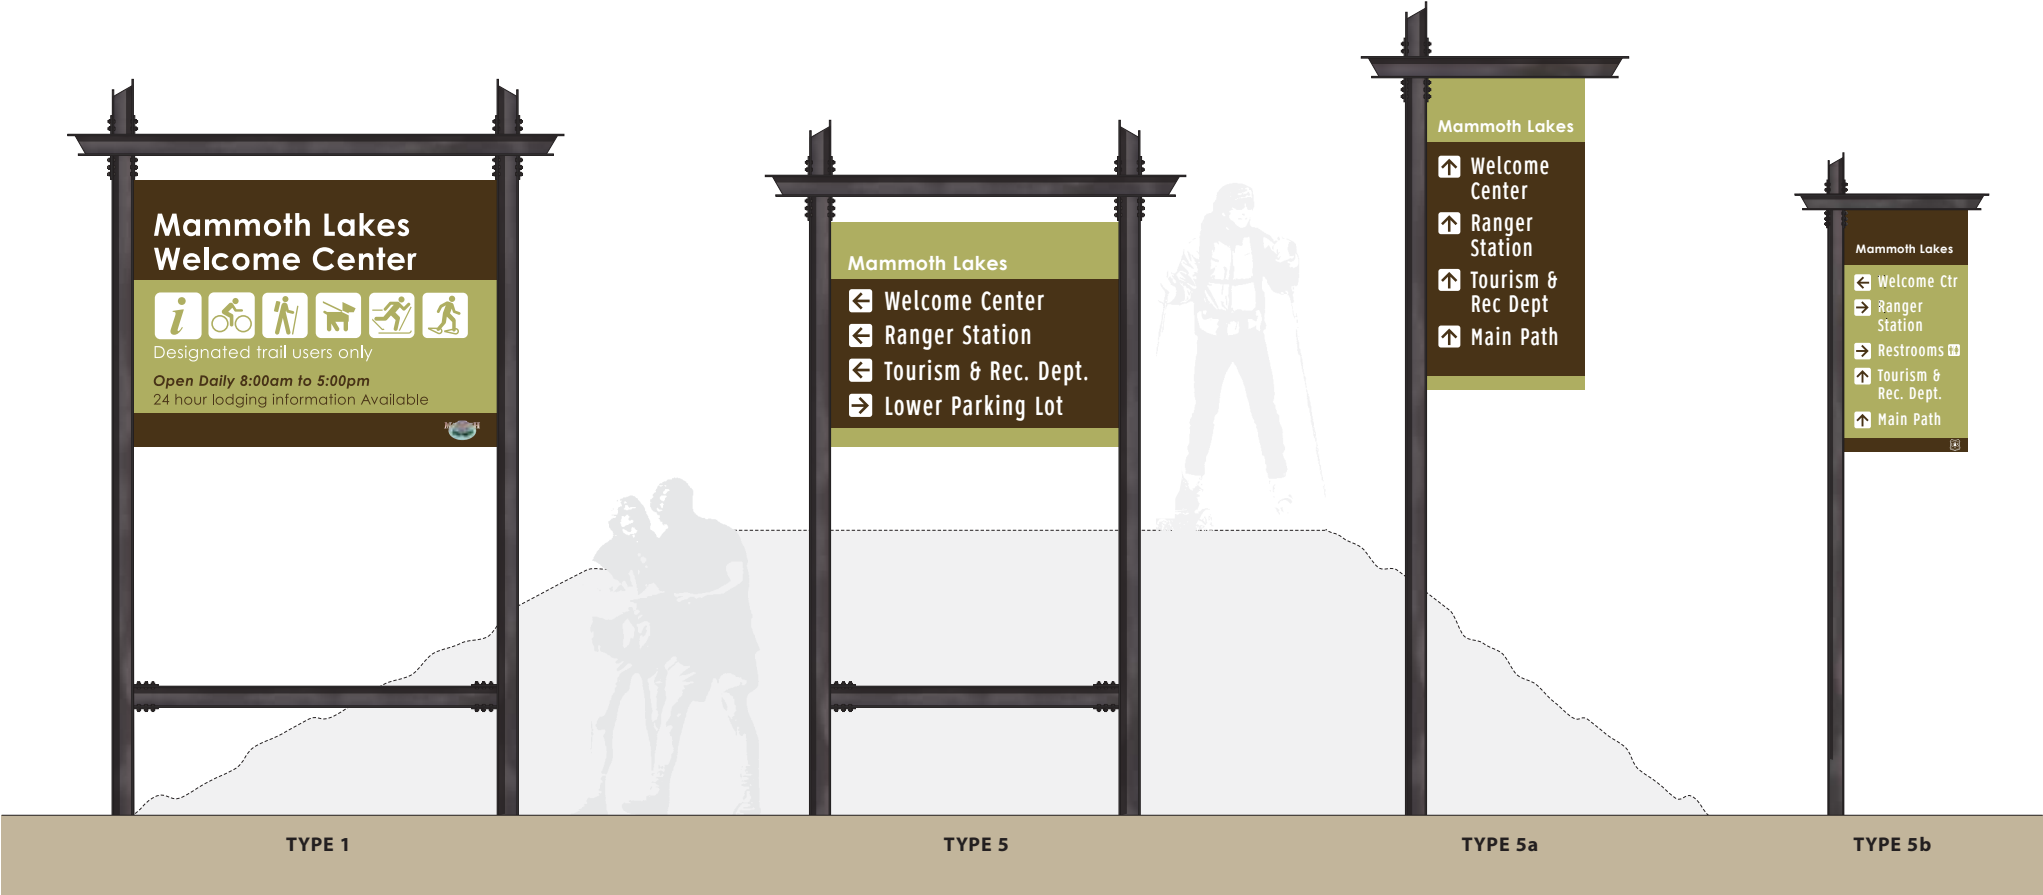 Mammoth Lakes
Welcome Center
Designated trail users only
Open Daily 8:00am to 5:00pm
24 hour lodging information Available
Mammoth Lakes
Welcome Center
Ranger Station
Tourism & Rec. Dept.
Lower Parking Lot
Mammoth Lakes
Welcome
Center
Ranger
Station
Tourism &
Rec Dept
Main Path
Mammoth Lakes
Welcome Ctr
Ranger
Station
Restrooms
Tourism &
Rec. Dept.
Main Path
TYPE 1
TYPE 5
TYPE 5a
TYPE 5b